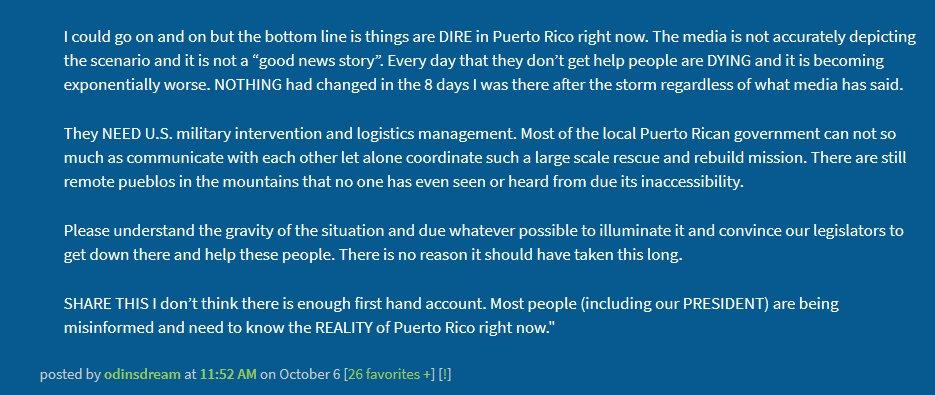 I could go on and on but the bottom line is things are DIRE in Puerto Rico right now. The media is not accurately depicting
the scenario and it is not a “good news story”. Every day that they don’t get help people are DYING and it is becoming
exponentially worse. NOTHING had changed in the 8 days I was there after the storm regardless of what media has said.
They NEED U.S. military intervention and logistics management. Most of the local Puerto Rican government can not so
much as communicate with each other let alone coordinate such a large scale rescue and rebuild mission. There are still
remote pueblos in the mountains that no one has even seen or heard from due its inaccessibility.
Please understand the gravity of the situation and due whatever possible to illuminate it and convince our legislators to
get down there and help these people. There is no reason it should have taken this long.
SHARE THIS I don’t think there is enough first hand account. Most people (including our PRESIDENT) are being
misinformed and need to know the REALITY of Puerto Rico right now."
posted by odinsdream at 11:52 AM on October 6 [26 favorites +] [!]